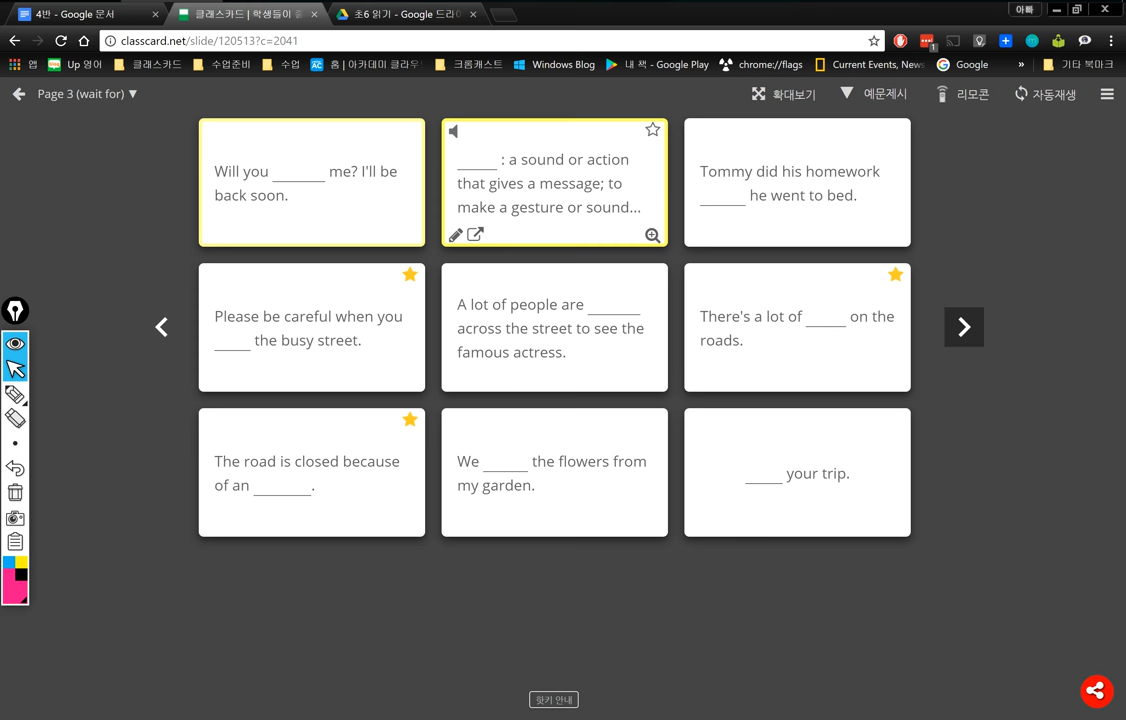 4반 - Google 문서
클래스카드 | 학생들이 좋
초6 읽기 - Google 드라이
아빠
classcard.net/slide/120513?c=2041
1
앱
Up 영어
클래스카드
수업준비
수업
홈 | 아카데미 클라우
크롬캐스트
Windows Blog
내 책 - Google Play
chrome://flags
Current Events, News
Google
»
기타 북마크
Page 3 (wait for) ▼
확대보기
예문제시
리모콘
자동재생
Will you _______ me? I'll be
back soon.
_____ : a sound or action
that gives a message; to
make a gesture or sound...
Tommy did his homework
______ he went to bed.
Please be careful when you
_____ the busy street.
A lot of people are _______
across the street to see the
famous actress.
There's a lot of _____ on the
roads.
The road is closed because
of an ________.
We ______ the flowers from
my garden.
_____ your trip.
핫키 안내